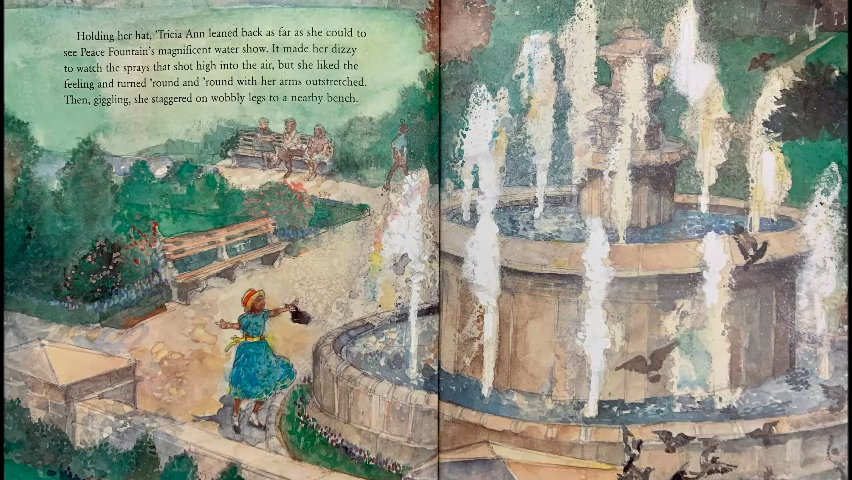 Holding her hat, 'Tricia Ann leaned back as far as she could to
see Peace Fountain's magnificent water show. It made her dizzy
to watch the sprays that shot high into the air, but she liked the
feeling and turned 'round and 'round with her arms outstretched.
Then, giggling, she staggered on wobbly legs to a nearby bench.